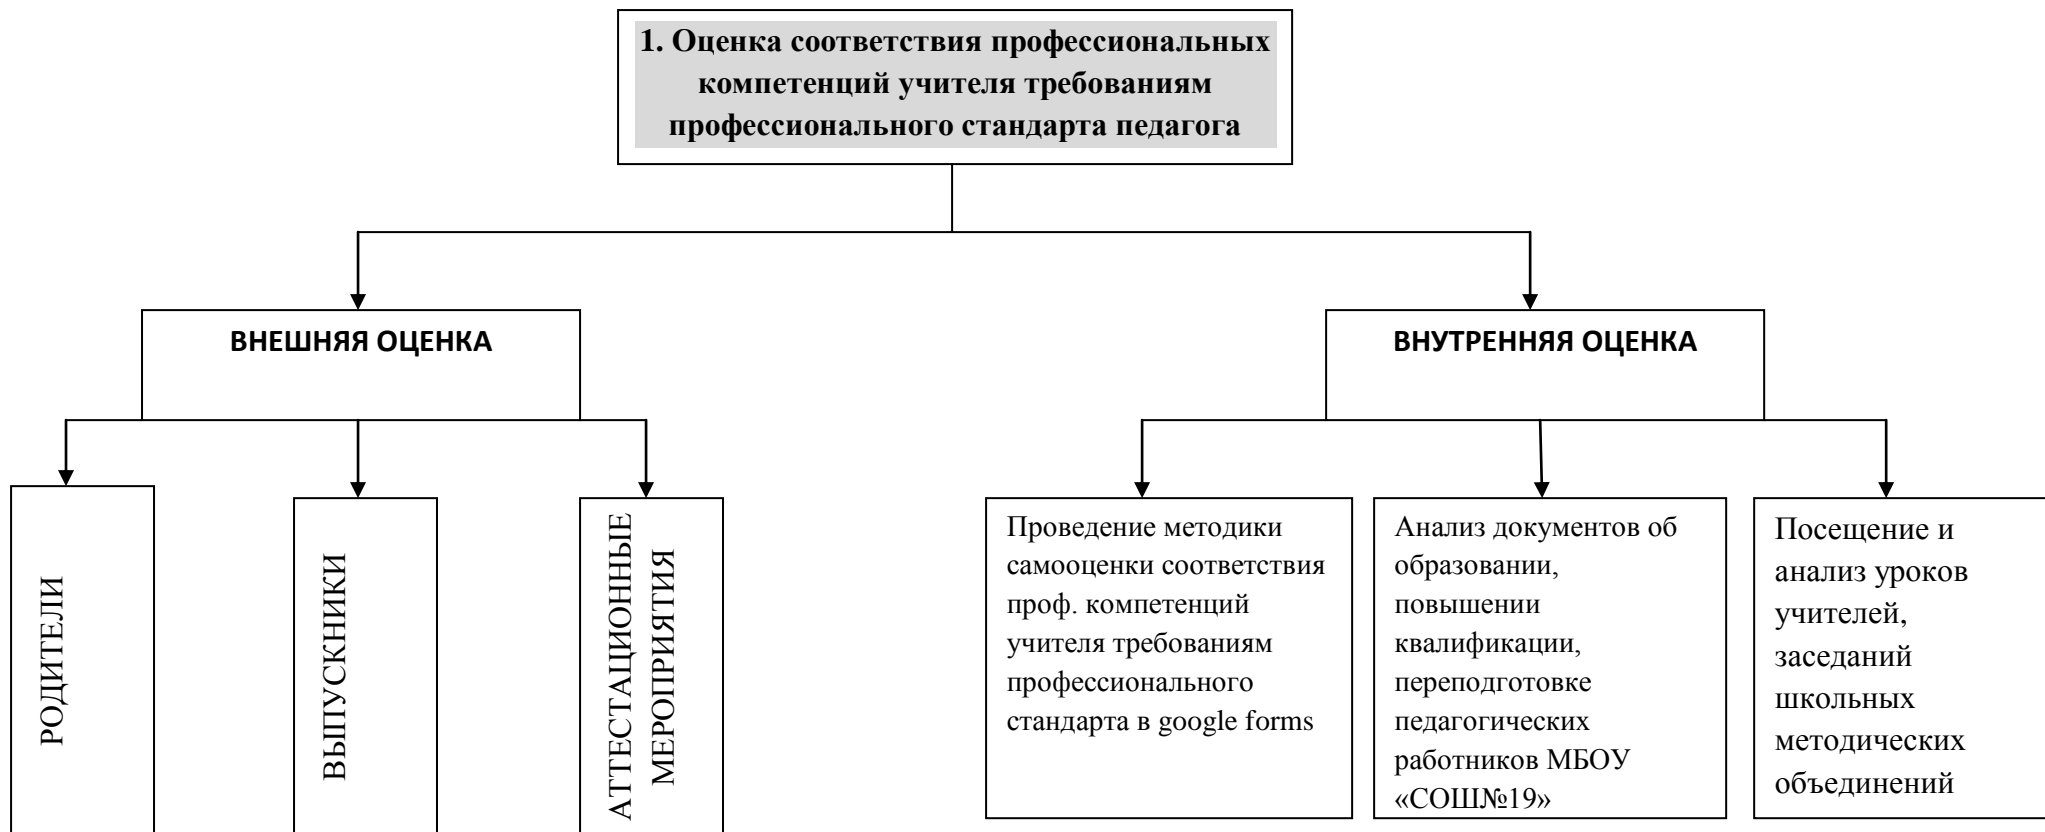 1. Оценка соответствия профессиональных
компетенций учителя требованиям
профессионального стандарта педагога
ВНЕШНЯЯ ОЦЕНКА
ВНУТРЕННЯЯ ОЦЕНКА
РОДИТЕЛИ
ВЫПУСКНИКИ
АТТЕСТАЦИОННЫЕ
МЕРОПРИЯТИЯ
Проведение методики
самооценки соответствия
проф. компетенций
учителя требованиям
профессионального
стандарта в google forms
Анализ документов об
образовании,
повышении
квалификации,
переподготовке
педагогических
работников МБОУ
«СОШ№19»
Посещение и
анализ уроков
учителей,
заседаний
школьных
методических
объединений